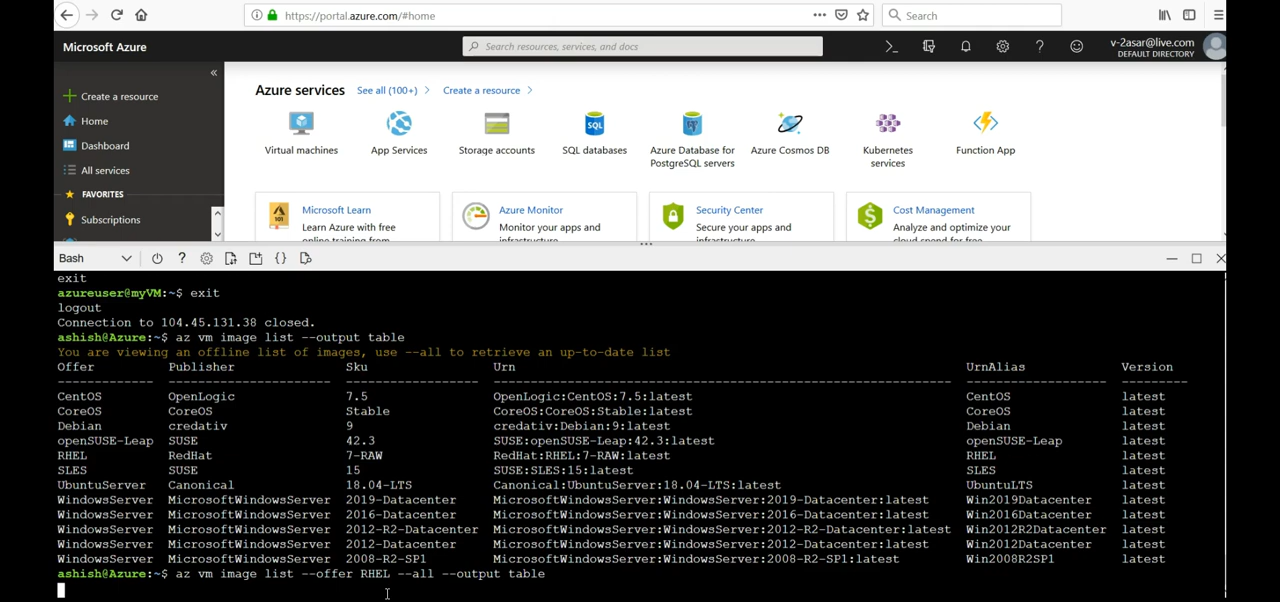 https://portal.azure.com/#home
Search
Microsoft Azure
Search resources, services, and docs
v-2asar@live.com
DEFAULT DIRECTORY
Create a resource
Home
Dashboard
All services
FAVORITES
Subscriptions
Azure services See all (100+) Create a resource
Virtual machines
App Services
Storage accounts
SQL
SQL databases
Azure Database for
PostgreSQL servers
Azure Cosmos DB
Kubernetes
services
Function App
Microsoft Learn
Learn Azure with free
online training from
Azure Monitor
Monitor your apps and
infrastructure
Security Center
Secure your apps and
infrastructure
Cost Management
Analyze and optimize your
cloud spend for free
Bash
exit
azureuser@myVM:~$ exit
logout
Connection to 104.45.131.38 closed.
ashish@Azure:~$ az vm image list --output table
You are viewing an offline list of images, use --all to retrieve an up-to-date list
Offer Publisher Sku Urn UrnAlias Version
------------- ---------------------- ------------------ -------------------------------------------------------------- ------------------- ---------
CentOS OpenLogic 7.5 OpenLogic:CentOS:7.5:latest CentOS latest
CoreOS CoreOS Stable CoreOS:CoreOS:Stable:latest CoreOS latest
Debian credativ 9 credativ:Debian:9:latest Debian latest
openSUSE-Leap SUSE 42.3 SUSE:openSUSE-Leap:42.3:latest openSUSE-Leap latest
RHEL RedHat 7-RAW RedHat:RHEL:7-RAW:latest RHEL latest
SLES SUSE 15 SUSE:SLES:15:latest SLES latest
UbuntuServer Canonical 18.04-LTS Canonical:UbuntuServer:18.04-LTS:latest UbuntuLTS latest
WindowsServer MicrosoftWindowsServer 2019-Datacenter MicrosoftWindowsServer:WindowsServer:2019-Datacenter:latest Win2019Datacenter latest
WindowsServer MicrosoftWindowsServer 2016-Datacenter MicrosoftWindowsServer:WindowsServer:2016-Datacenter:latest Win2016Datacenter latest
WindowsServer MicrosoftWindowsServer 2012-R2-Datacenter MicrosoftWindowsServer:WindowsServer:2012-R2-Datacenter:latest Win2012R2Datacenter latest
WindowsServer MicrosoftWindowsServer 2012-Datacenter MicrosoftWindowsServer:WindowsServer:2012-Datacenter:latest Win2012Datacenter latest
WindowsServer MicrosoftWindowsServer 2008-R2-SP1 MicrosoftWindowsServer:WindowsServer:2008-R2-SP1:latest Win2008R2SP1 latest
ashish@Azure:~$ az vm image list --offer RHEL --all --output table